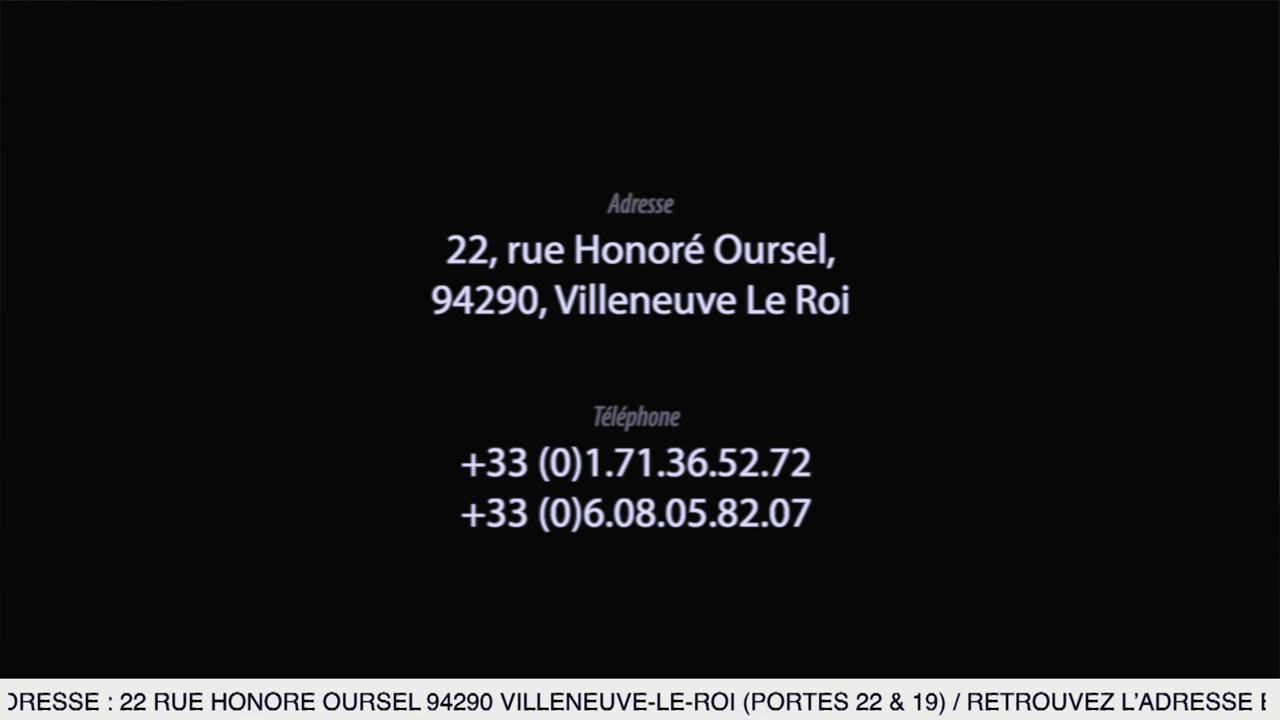 Adresse
22, rue Honoré Oursel,
94290, Villeneuve Le Roi
Téléphone
+33 (0)1.71.36.52.72
+33 (0)6.08.05.82.07
: 22 RUE HONORE OURSEL 94290 VILLENEUVE-LE-ROI (PORTES 22 & 19) / RETROUVEZ L’ADRESSE